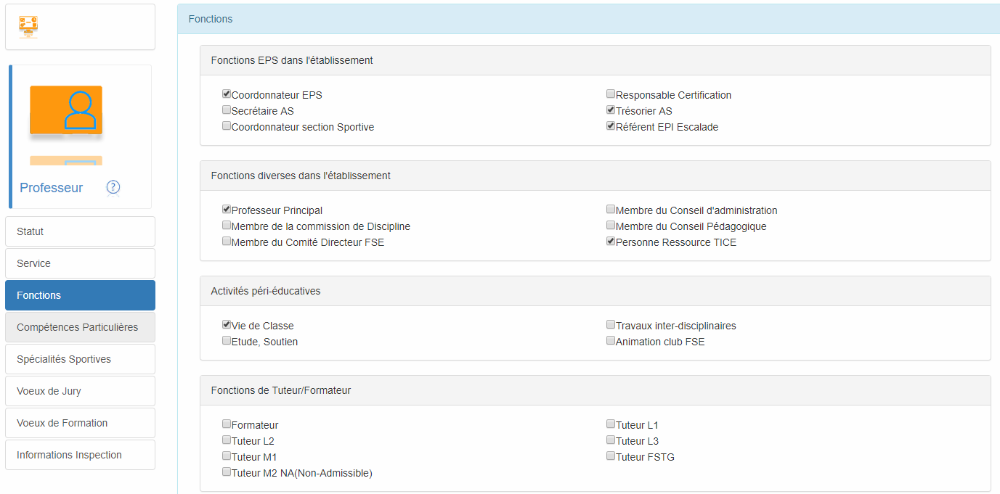 Fonctions
Fonctions EPS dans l'établissement
Coordonnateur EPS
Responsable Certification
Secrétaire AS
Trésorier AS
Coordonnateur section Sportive
Référent EPI Escalade
Fonctions diverses dans l'établissement
Professeur Principal
Membre du Conseil d'administration
Membre de la commission de Discipline
Membre du Conseil Pédagogique
Membre du Comité Directeur FSE
Personne Ressource TICE
Activités péri-éducatives
Vie de Classe
Travaux inter-disciplinaires
Etude, Soutien
Animation club FSE
Fonctions de Tuteur/Formateur
Formateur
Tuteur L1
Tuteur L2
Tuteur L3
Tuteur M1
Tuteur FSTG
Tuteur M2 NA(Non-Admissible)
Professeur ?
Statut
Service
Fonctions
Compétences Particulières
Spécialités Sportives
Voeux de Jury
Voeux de Formation
Informations Inspection